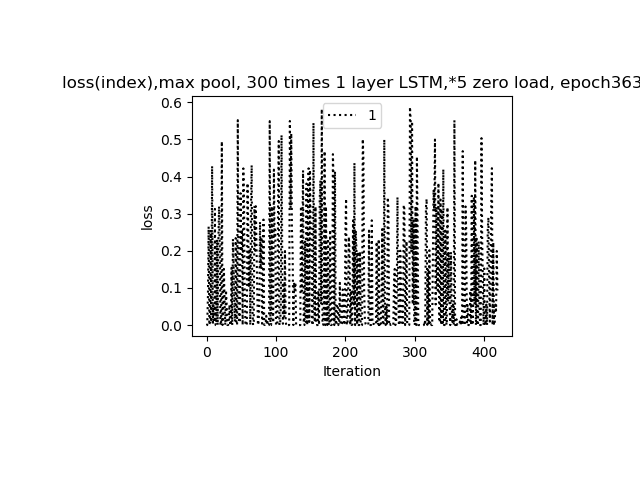 loss(index),max pool, 300 times 1 layer LSTM,*5 zero load, epoch363
0.6
1
0.5
0.4
0.3
0.2
0.1
0.0
loss
0 100 200 300 400
Iteration